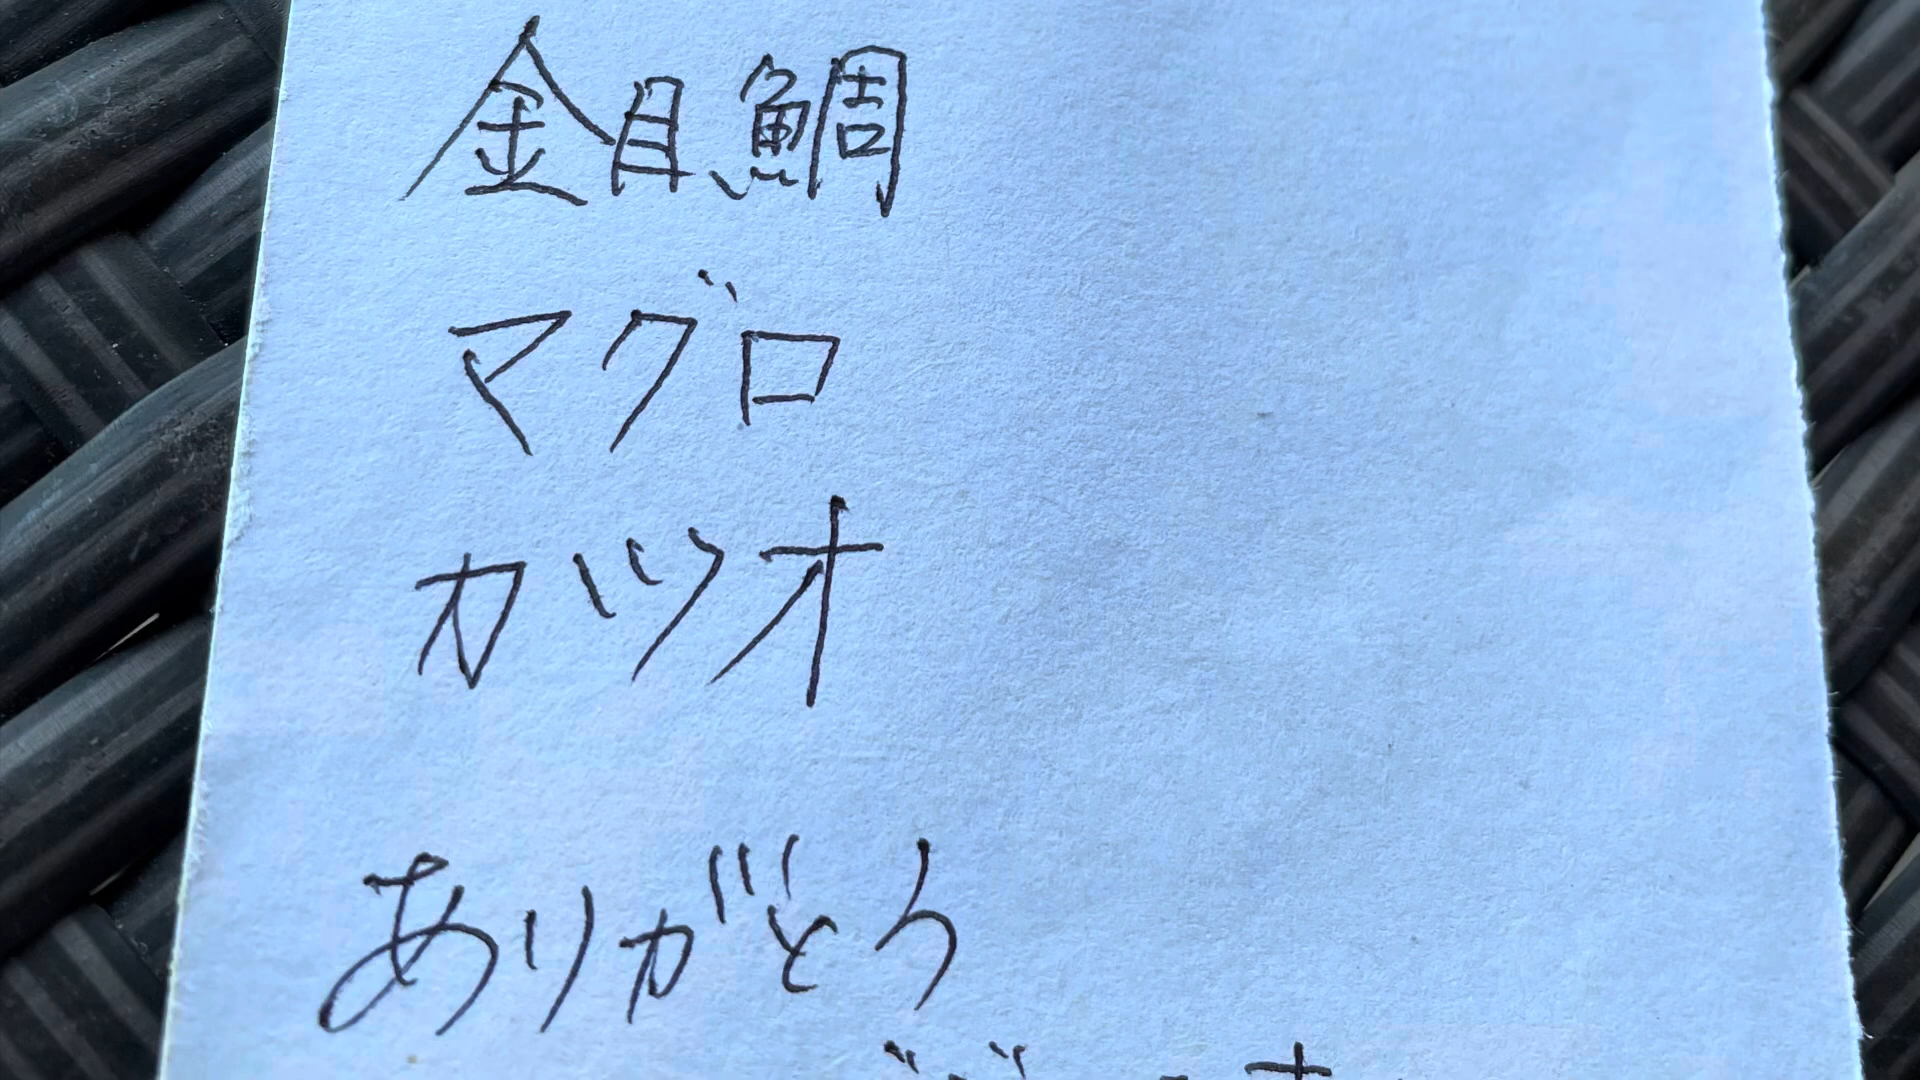 金目鯛
マグロ
カツオ
ありがとう